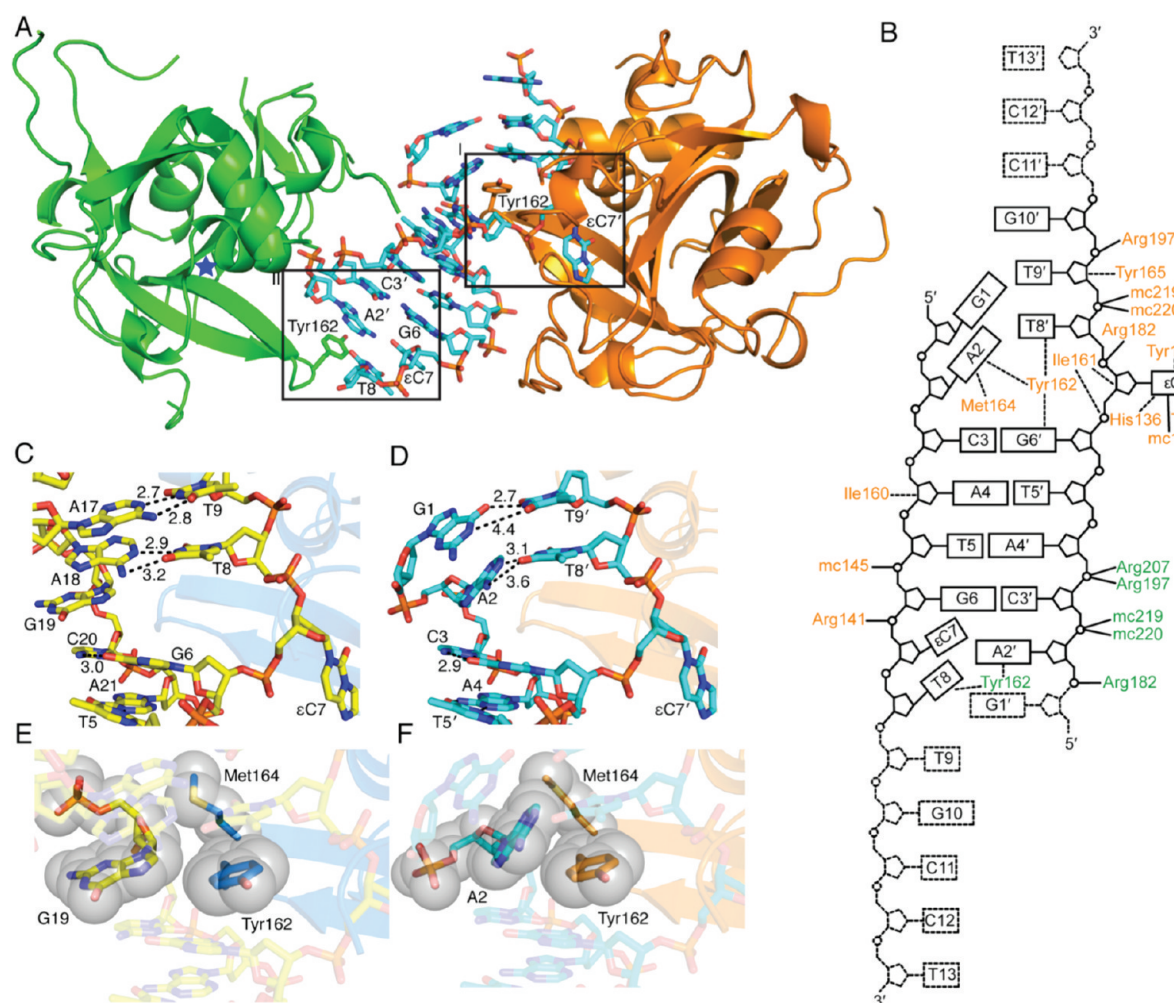 A
I
Tyr162
εC7′
II
C3′
A2′
Tyr162
G6
εC7
T8
B
3′
T13′
C12′
C11′
G10′
Arg197
T9′
Tyr165
mc219
mc220
5′
G1
T8′
Arg182
A2
Ile161
Tyr162
Met164
His136
C3
G6′
Ile160
A4
T5′
T5
A4′
mc145
Arg207
Arg197
G6
C3′
Arg141
mc219
mc220
εC7
A2′
T8
Tyr162
Arg182
G1′
5′
T9
G10
C11
C12
T13
3′
C
2.7
A17
T9
2.8
2.9
A18
3.2
T8
G19
C20
G6
3.0
A21
T5′
εC7
D
G1
2.7
T9′
4.4
3.1
T8′
3.6
A2
C3
2.9
A4
T5′
εC7′
E
Met164
G19
Tyr162
F
Met164
A2
Tyr162